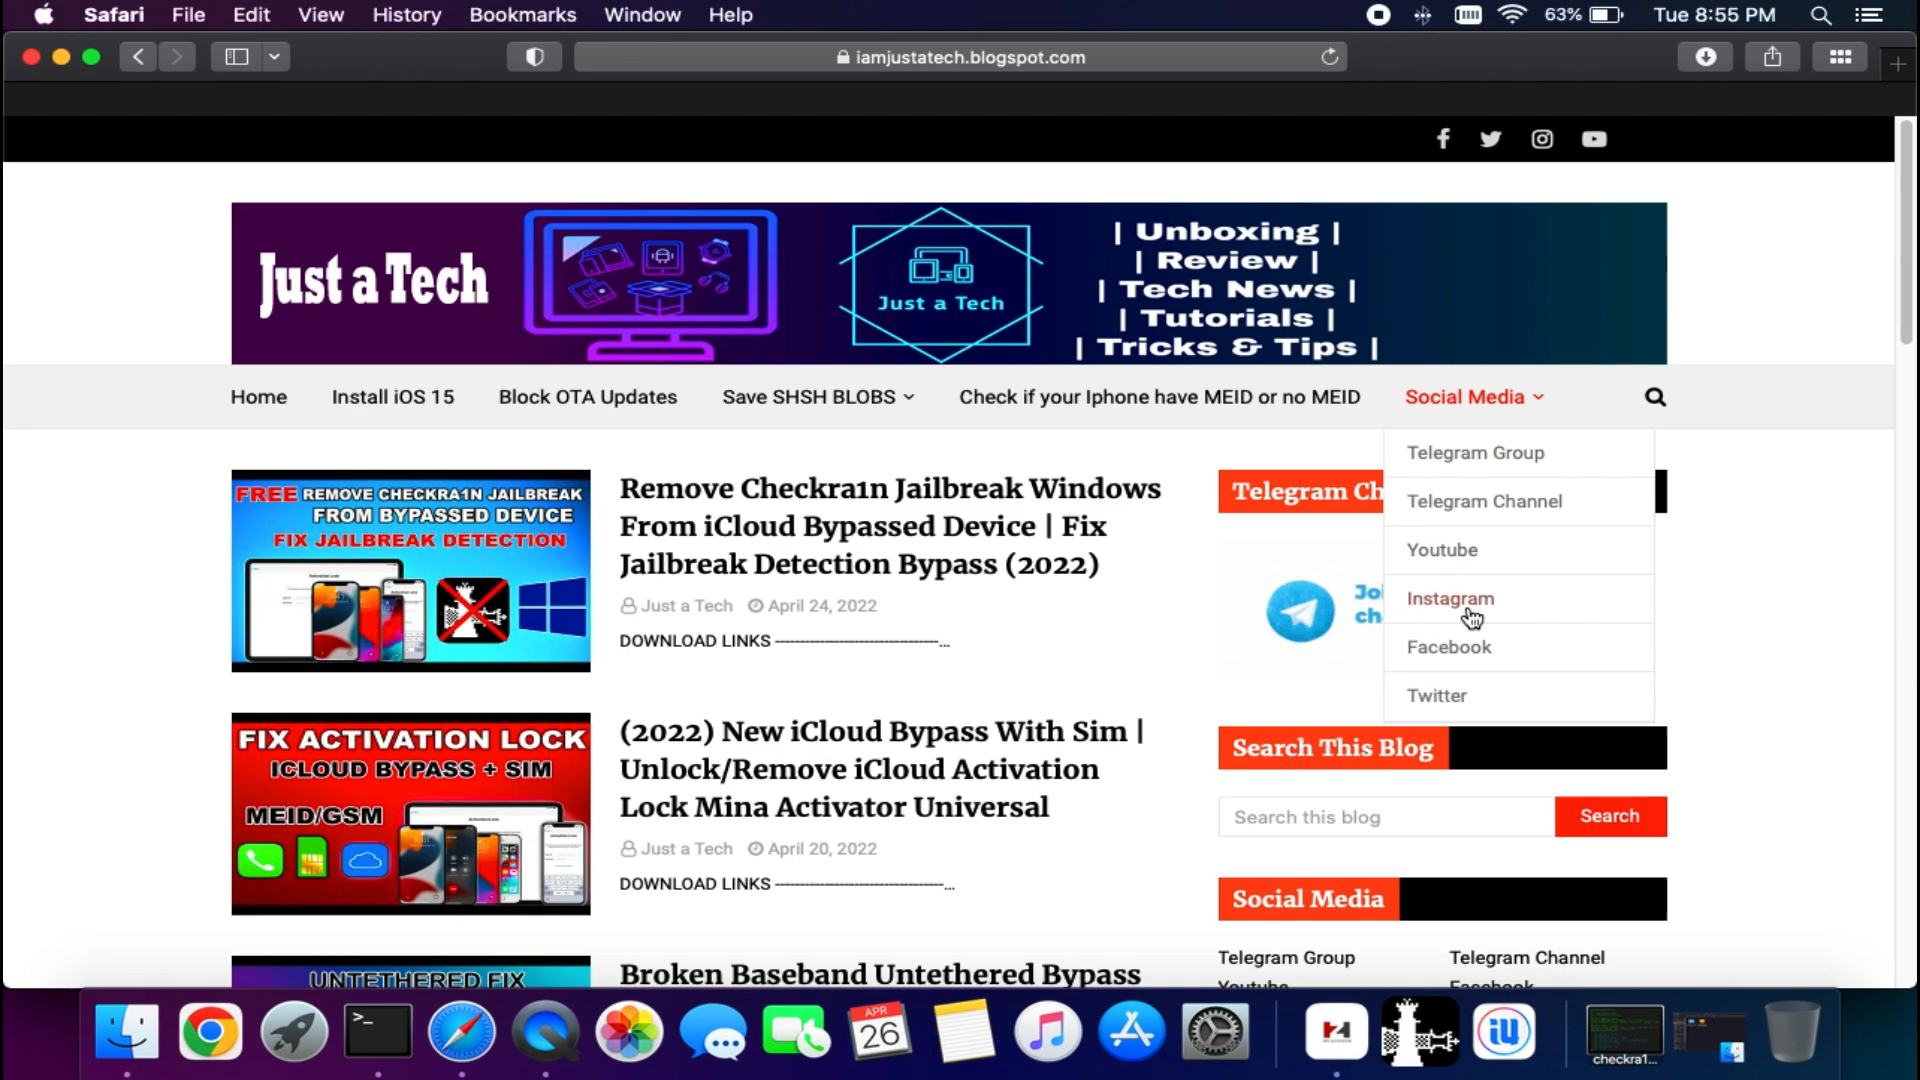 Safari File Edit View History Bookmarks Window Help 63% Tue 8:55 PM
iamjustatech.blogspot.com
Just a Tech
Just a Tech
| Unboxing |
| Review |
| Tech News |
| Tutorials |
| Tricks & Tips |
Home Install iOS 15 Block OTA Updates Save SHSH BLOBS Check if your Iphone have MEID or no MEID Social Media
Telegram Group
Telegram Channel
Youtube
Instagram
Facebook
Twitter
FREE REMOVE CHECKRA1N JAILBREAK
FROM BYPASSED DEVICE
FIX JAILBREAK DETECTION
Remove Checkra1n Jailbreak Windows
From iCloud Bypassed Device | Fix
Jailbreak Detection Bypass (2022)
Just a Tech April 24, 2022
DOWNLOAD LINKS --------------------------------...
Telegram Ch
Joi
ch
FIX ACTIVATION LOCK
ICLOUD BYPASS + SIM
MEID/GSM
(2022) New iCloud Bypass With Sim |
Unlock/Remove iCloud Activation
Lock Mina Activator Universal
Just a Tech April 20, 2022
DOWNLOAD LINKS ---------------------------------...
Search This Blog
Search this blog Search
Social Media
Telegram Group Telegram Channel
Youtube Facebook
UNTETHERED FIX
Broken Baseband Untethered Bypass
APR
26
checkra1...